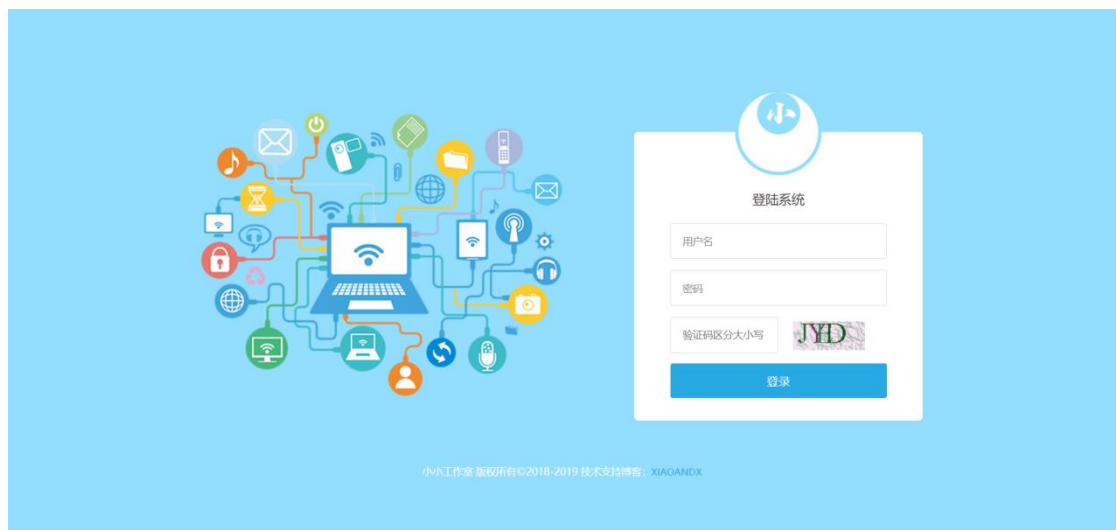 小
登陆系统
用户名
密码
验证码区分大小写 JYD
登录
小小工作室 版权所有©2018-2019 技术支持博客：XIAOANDX